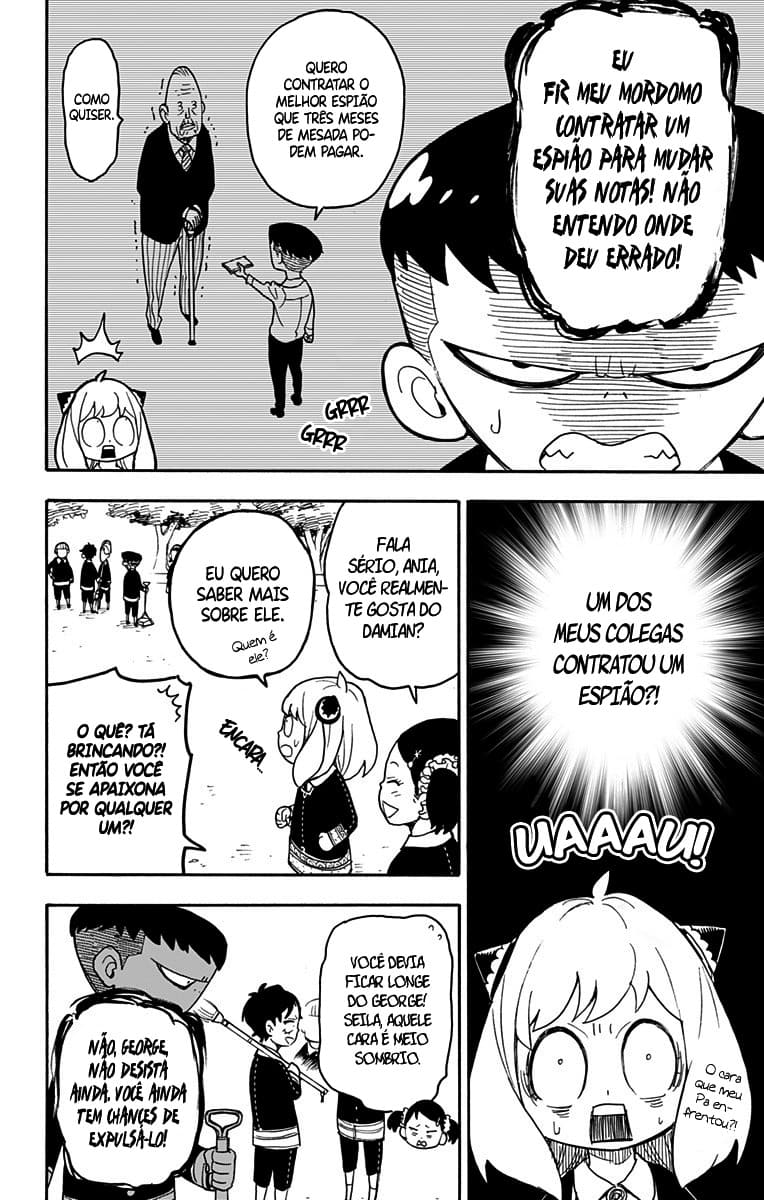 EU
FIZ MEU MORDOMO
CONTRATAR UM
ESPIÃO PARA MUDAR
SUAS NOTAS! NÃO
ENTENDO ONDE
DEU ERRADO!
QUERO
CONTRATAR O
MELHOR ESPIÃO
QUE TRÊS MESES
DE MESADA PO-
DEM PAGAR.
COMO
QUISER.
GRRR
GRRR
UM DOS
MEUS COLEGAS
CONTRATOU UM
ESPIÃO?!
UAAAU!
O cara
que meu
Pa en-
frentou?!
FALA
SÉRIO, ANIA,
VOCÊ REALMEN-
TE GOSTA DO
DAMIAN?
EU QUERO
SABER MAIS
SOBRE ELE.
Quem é
ele?
ENCARA..
O QUÊ? TÁ
BRINCANDO?!
ENTÃO VOCÊ
SE APAIXONA
POR QUALQUER
UM?!
VOCÊ DEVIA
FICAR LONGE
DO GEORGE!
SEILA, AQUELE
CARA É MEIO
SOMBRIO.
NÃO, GEORGE,
NÃO DESISTA
AINDA. VOCÊ AINDA
TEM CHANCES DE
EXPULSÁ-LO!